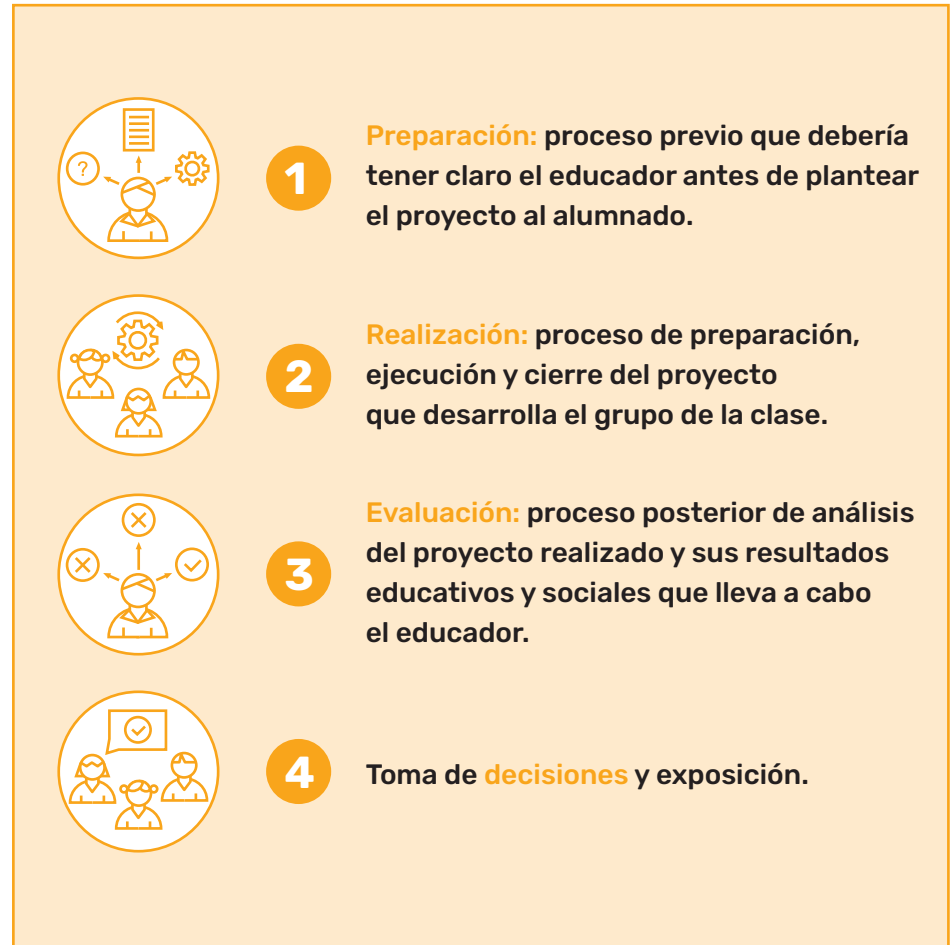 ?
1
Preparación: proceso previo que debería
tener claro el educador antes de plantear
el proyecto al alumnado.
2
Realización: proceso de preparación,
ejecución y cierre del proyecto
que desarrolla el grupo de la clase.
3
Evaluación: proceso posterior de análisis
del proyecto realizado y sus resultados
educativos y sociales que lleva a cabo
el educador.
4
Toma de decisiones y exposición.